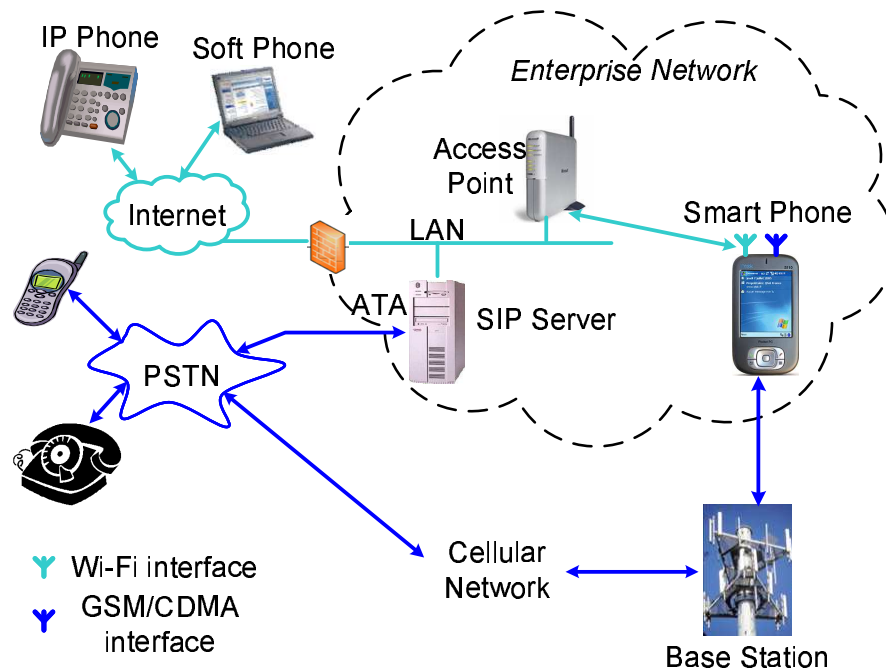 IP Phone
Soft Phone
Enterprise Network
Access
Point
Internet
Smart Phone
LAN
ATA
SIP Server
PSTN
Cellular
Network
Wi-Fi interface
GSM/CDMA
interface
Base Station